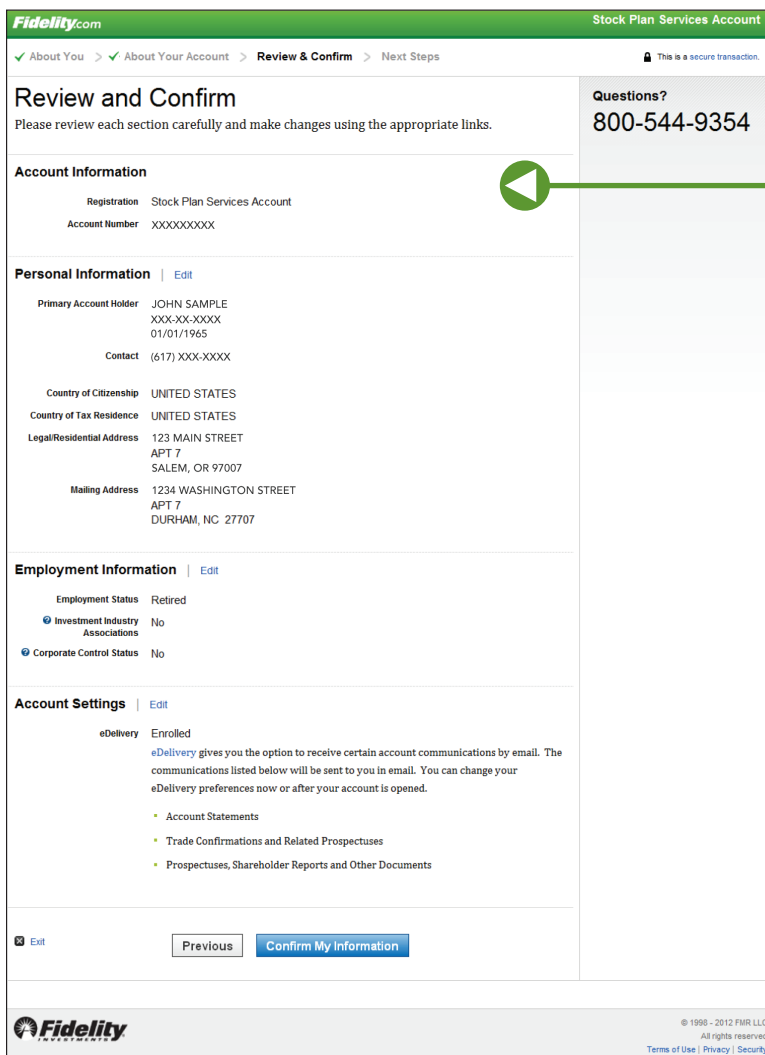 Fidelity.com
Stock Plan Services Account
About You > About Your Account > Review & Confirm > Next Steps
This is a secure transaction.
Review and Confirm
Please review each section carefully and make changes using the appropriate links.
Questions?
800-544-9354
Account Information
Registration Stock Plan Services Account
Account Number XXXXXXXXX
Personal Information | Edit
Primary Account Holder JOHN SAMPLE
XXX-XX-XXXX
01/01/1965
Contact (617) XXX-XXXX
Country of Citizenship UNITED STATES
Country of Tax Residence UNITED STATES
Legal/Residential Address 123 MAIN STREET
APT 7
SALEM, OR 97007
Mailing Address 1234 WASHINGTON STREET
APT 7
DURHAM, NC 27707
Employment Information | Edit
Employment Status Retired
? Investment Industry Associations No
? Corporate Control Status No
Account Settings | Edit
eDelivery Enrolled
eDelivery gives you the option to receive certain account communications by email. The
communications listed below will be sent to you in email. You can change your
eDelivery preferences now or after your account is opened.
Account Statements
Trade Confirmations and Related Prospectuses
Prospectuses, Shareholder Reports and Other Documents
Exit
Previous
Confirm My Information
Fidelity
INVESTMENTS
© 1998 - 2012 FMR LLC
All rights reserved
Terms of Use | Privacy | Security